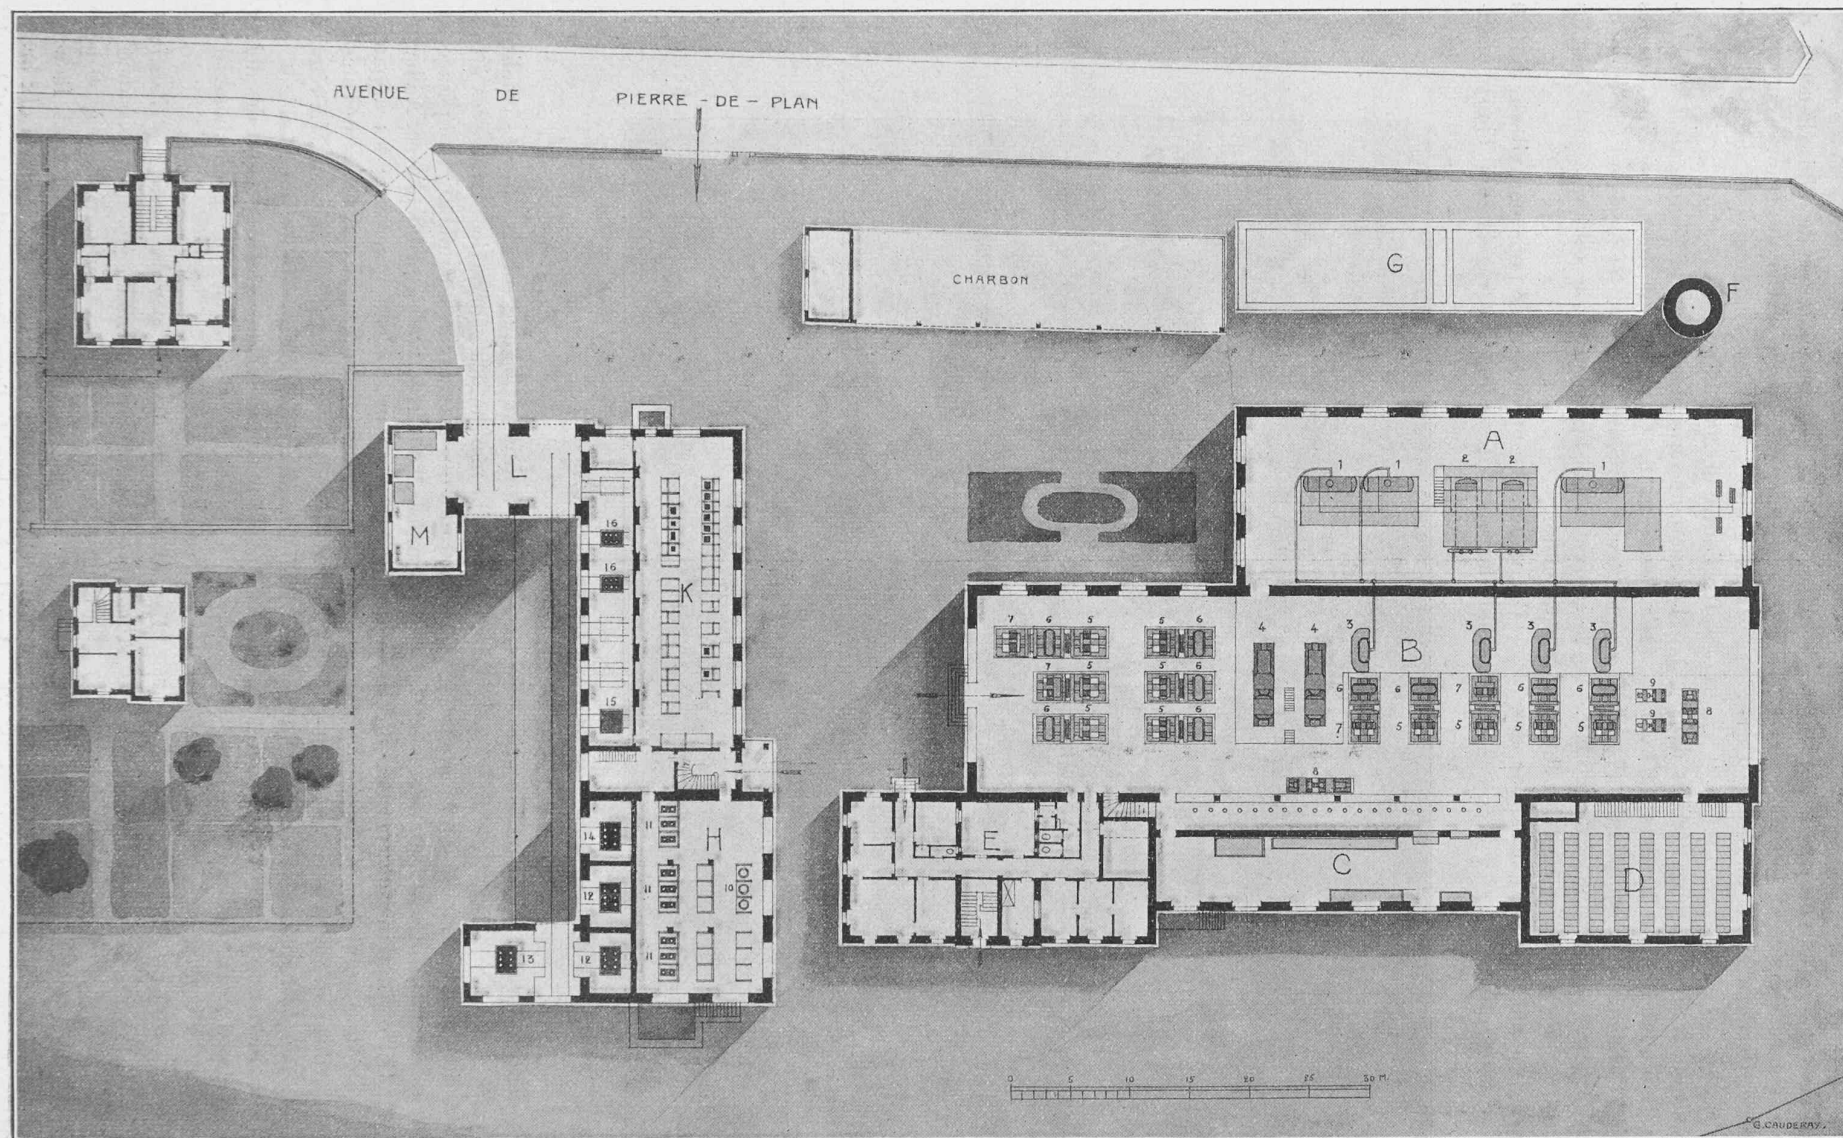 AVENUE DE PIERRE-DE-PLAN
CHARBON
G
F
A
1 1 2 2 1
L
M
16
16
K
15
7 6 5 5 6
4 4 3 3 3 3
B
7 5 5 6
6 6 7 6 6 9
9 8
6 5 5 6
7 5 5 5 5
8
14
11
H
E
C
D
12
11
10
13
12
11
0 5 10 15 20 25 30 M.
G. CAUDERAY.